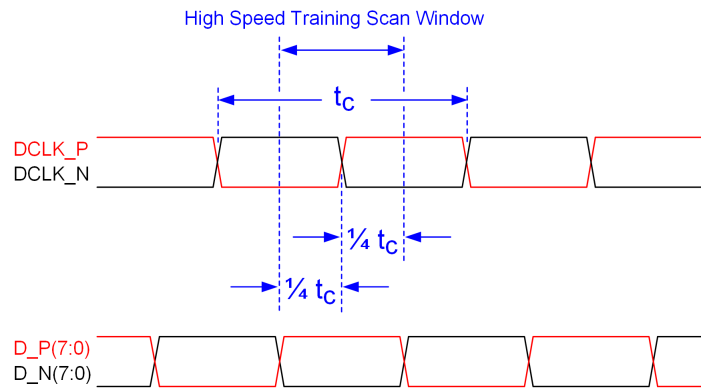 High Speed Training Scan Window
tC
DCLK_P
DCLK_N
¼ tC
¼ tC
D_P(7:0)
D_N(7:0)